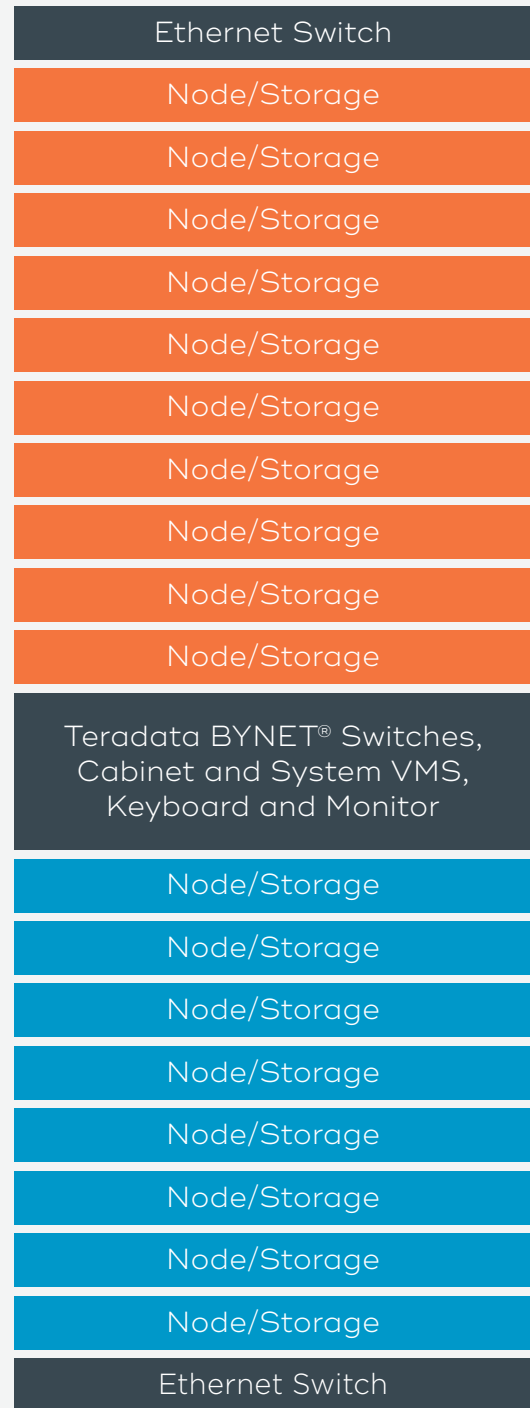 Ethernet Switch
Node/Storage
Node/Storage
Node/Storage
Node/Storage
Node/Storage
Node/Storage
Node/Storage
Node/Storage
Node/Storage
Node/Storage
Teradata BYNET® Switches,
Cabinet and System VMS,
Keyboard and Monitor
Node/Storage
Node/Storage
Node/Storage
Node/Storage
Node/Storage
Node/Storage
Node/Storage
Node/Storage
Ethernet Switch